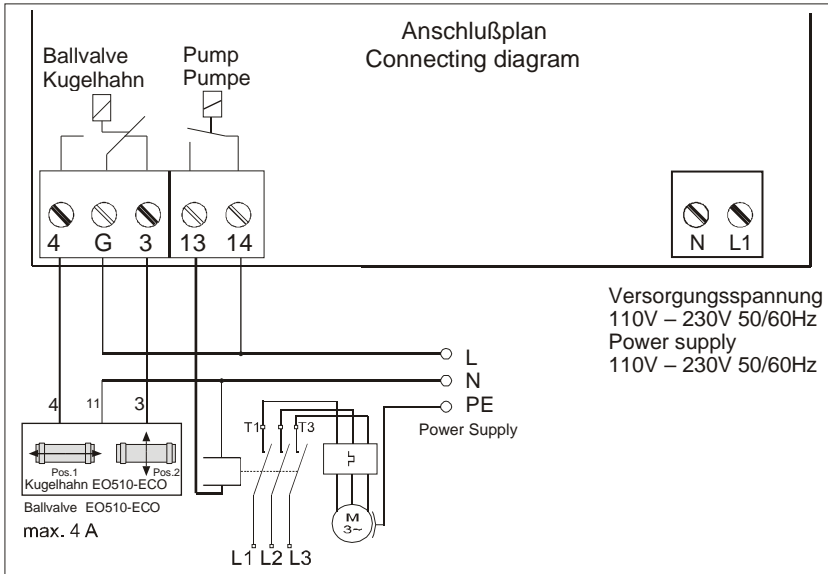 Anschlußplan
Connecting diagram
Ballvalve
Kugelhahn
Pump
Pumpe
4 G 3 13 14
N L1
Versorgungsspannung
110V – 230V 50/60Hz
Power supply
110V – 230V 50/60Hz
L
N
PE
Power Supply
4 11 3
T1 T3
Pos.1 Pos.2
Kugelhahn EO510-ECO
Ballvalve EO510-ECO
max. 4 A
M
3~
L1 L2 L3